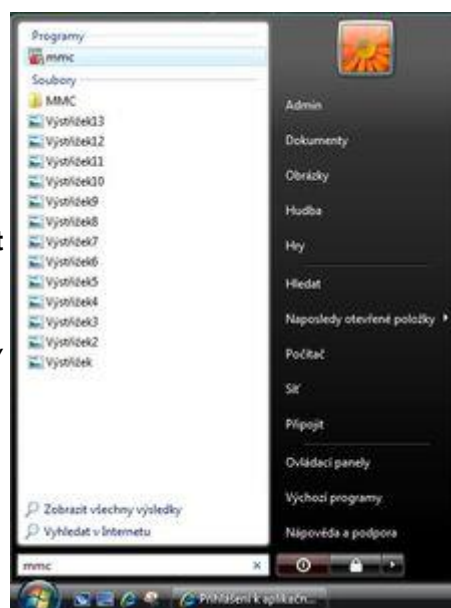 Programy
mmc
Soubory
MMC
Výstřižek13
Výstřižek12
Výstřižek11
Výstřižek10
Výstřižek9
Výstřižek8
Výstřižek7
Výstřižek6
Výstřižek5
Výstřižek4
Výstřižek3
Výstřižek2
Výstřižek
Zobrazit všechny výsledky
Vyhledat v Internetu
mmc
Admin
Dokumenty
Obrázky
Hudba
Hry
Hledat
Naposledy otevřené položky
Počítač
Síť
Připojit
Ovládací panely
Výchozí programy
Nápověda a podpora
Přihlášení k aplikačn...